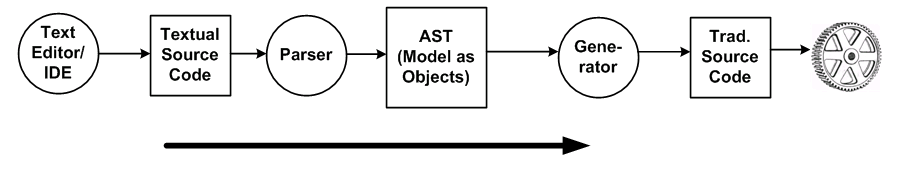 Text
Editor/
IDE
Textual
Source
Code
Parser
AST
(Model as
Objects)
Gene-
rator
Trad.
Source
Code